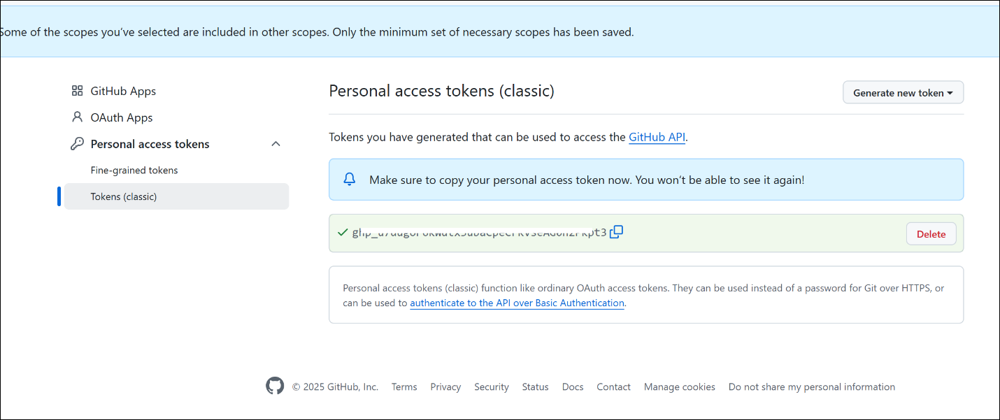 Some of the scopes you've selected are included in other scopes. Only the minimum set of necessary scopes has been saved.
GitHub Apps
OAuth Apps
Personal access tokens
Fine-grained tokens
Tokens (classic)
Personal access tokens (classic)
Generate new token
Tokens you have generated that can be used to access the GitHub API.
Make sure to copy your personal access token now. You won't be able to see it again!
Delete
Personal access tokens (classic) function like ordinary OAuth access tokens. They can be used instead of a password for Git over HTTPS, or
can be used to authenticate to the API over Basic Authentication.
© 2025 GitHub, Inc. Terms Privacy Security Status Docs Contact Manage cookies Do not share my personal information